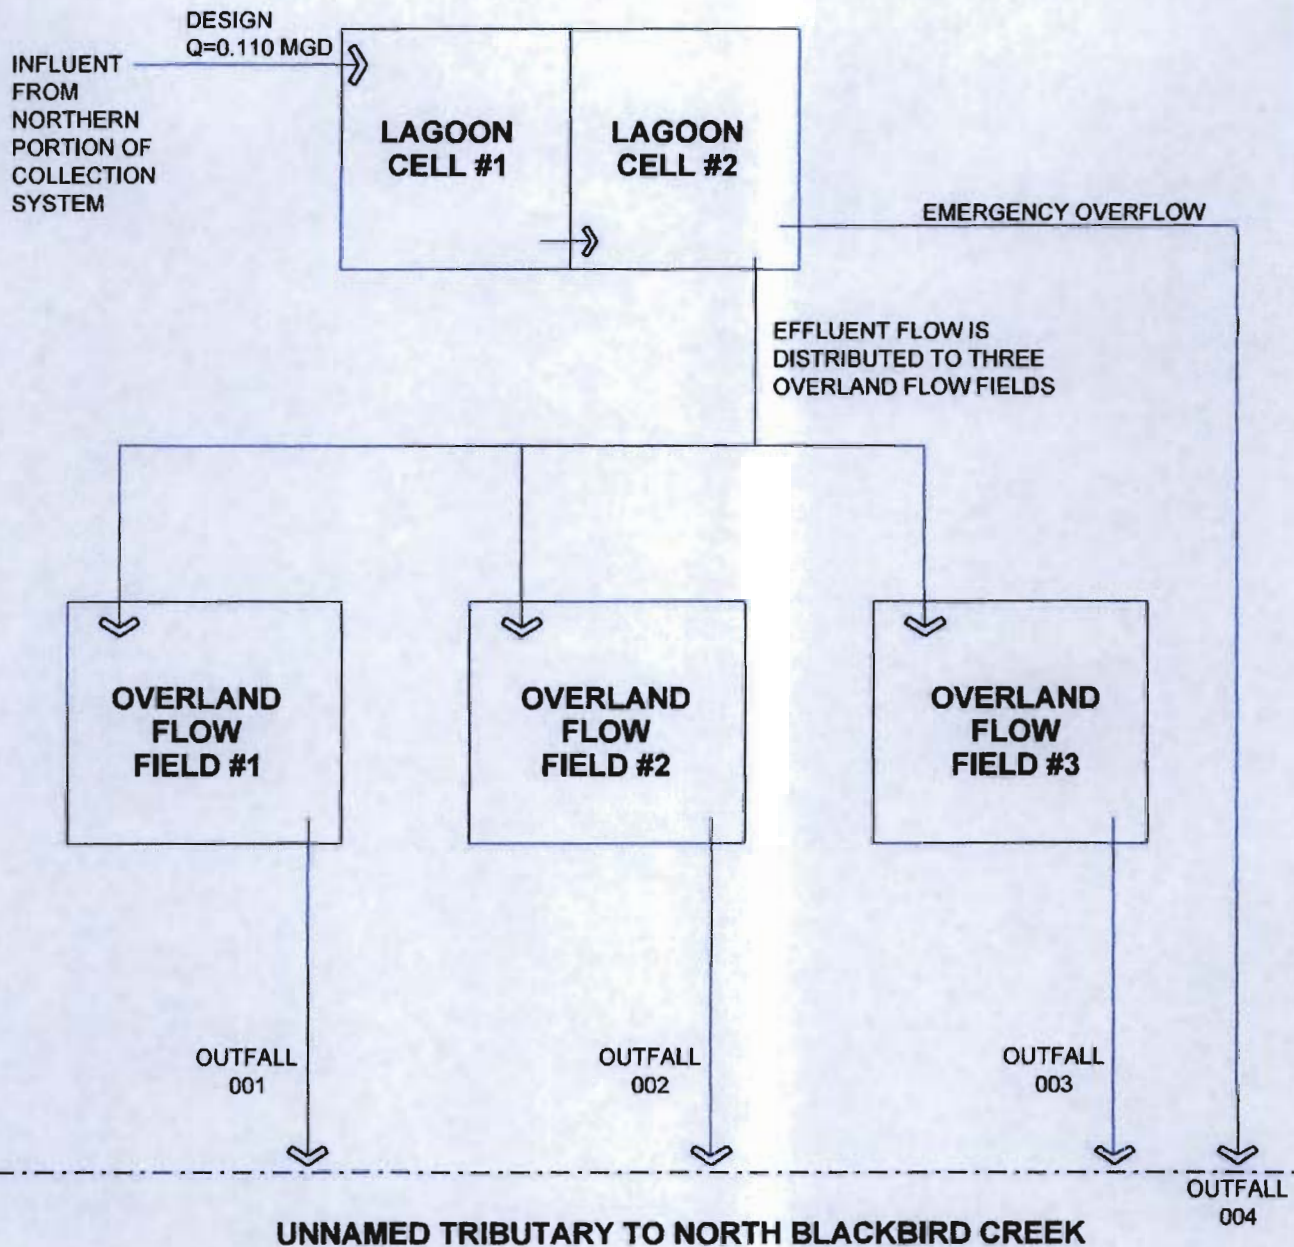 DESIGN
Q=0.110 MGD
INFLUENT
FROM
NORTHERN
PORTION OF
COLLECTION
SYSTEM
LAGOON
CELL #1
LAGOON
CELL #2
EMERGENCY OVERFLOW
EFFLUENT FLOW IS
DISTRIBUTED TO THREE
OVERLAND FLOW FIELDS
OVERLAND
FLOW
FIELD #1
OVERLAND
FLOW
FIELD #2
OVERLAND
FLOW
FIELD #3
OUTFALL
001
OUTFALL
002
OUTFALL
003
OUTFALL
004
UNNAMED TRIBUTARY TO NORTH BLACKBIRD CREEK